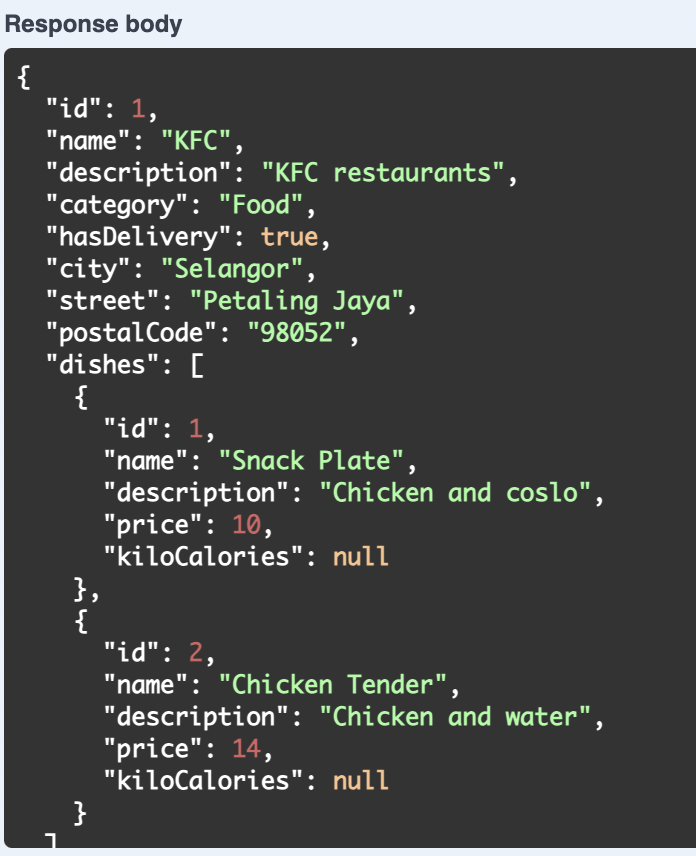 Response body
{
"id": 1,
"name": "KFC",
"description": "KFC restaurants",
"category": "Food",
"hasDelivery": true,
"city": "Selangor",
"street": "Petaling Jaya",
"postalCode": "98052",
"dishes": [
{
"id": 1,
"name": "Snack Plate",
"description": "Chicken and coslo",
"price": 10,
"kiloCalories": null
},
{
"id": 2,
"name": "Chicken Tender",
"description": "Chicken and water",
"price": 14,
"kiloCalories": null
}
]